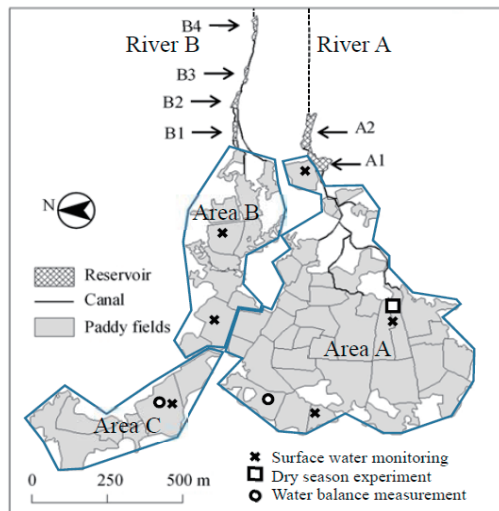 B4
River B
River A
B3
B2
B1
A2
A1
N
Area B
Reservoir
Canal
Paddy fields
Area A
Area C
Surface water monitoring
Dry season experiment
Water balance measurement
0 250 500 m